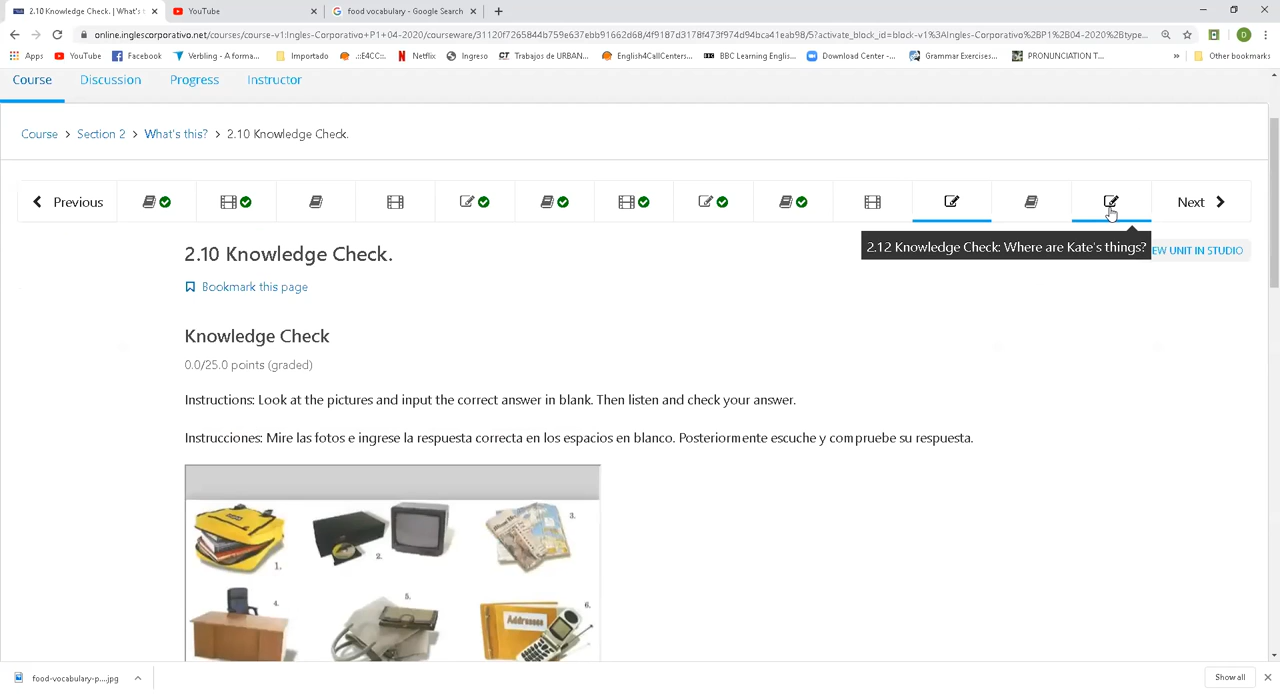 2.10 Knowledge Check. | What's t
YouTube
food vocabulary - Google Search
online.inglescorporativo.net/courses/course-v1:Ingles-Corporativo+P1+04-2020/courseware/31120f7265844b759e637ebb91662d68/4f9187d3178f473f974d94bca41eab98/5?activate_block_id=block-v1%3AIngles-Corporativo%2BP1%2B04-2020%2Btype...
Apps
YouTube
Facebook
Verbling - A forma...
Importado
.::E4CC::.
Netflix
Ingreso
CT Trabajos de URBAN...
English4CallCenters...
BBC Learning English...
Download Center -...
Grammar Exercises...
PRONUNCIATION T...
Other bookmarks
Course
Discussion
Progress
Instructor
Course > Section 2 > What's this? > 2.10 Knowledge Check.
Previous
Next
2.12 Knowledge Check: Where are Kate's things?
EW UNIT IN STUDIO
2.10 Knowledge Check.
Bookmark this page
Knowledge Check
0.0/25.0 points (graded)
Instructions: Look at the pictures and input the correct answer in blank. Then listen and check your answer.
Instrucciones: Mire las fotos e ingrese la respuesta correcta en los espacios en blanco. Posteriormente escuche y compruebe su respuesta.
1.
2.
3.
4.
5.
6.
Addresses
food-vocabulary-p....jpg
Show all